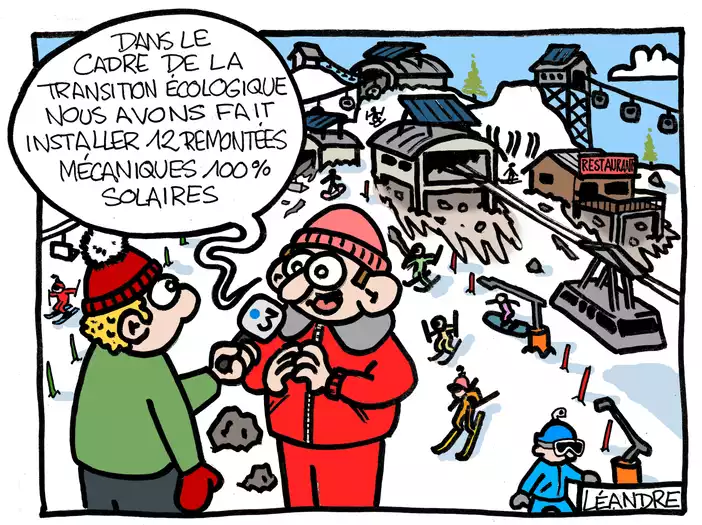 DANS LE
CADRE DE LA
TRANSITION ÉCOLOGIQUE
NOUS AVONS FAIT
INSTALLER 12 REMONTÉES
MÉCANIQUES 100%
SOLAIRES
RESTAURANT
3
LÉANDRE